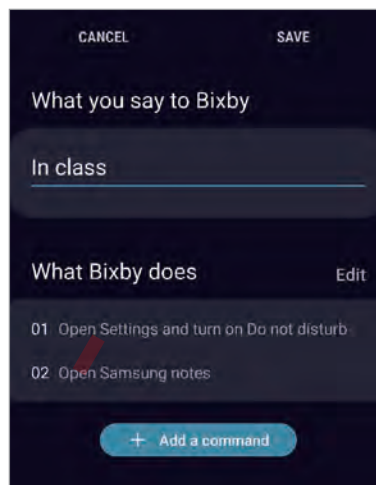 CANCEL SAVE
What you say to Bixby
In class
What Bixby does Edit
01 Open Settings and turn on Do not disturb
02 Open Samsung notes
+ Add a command